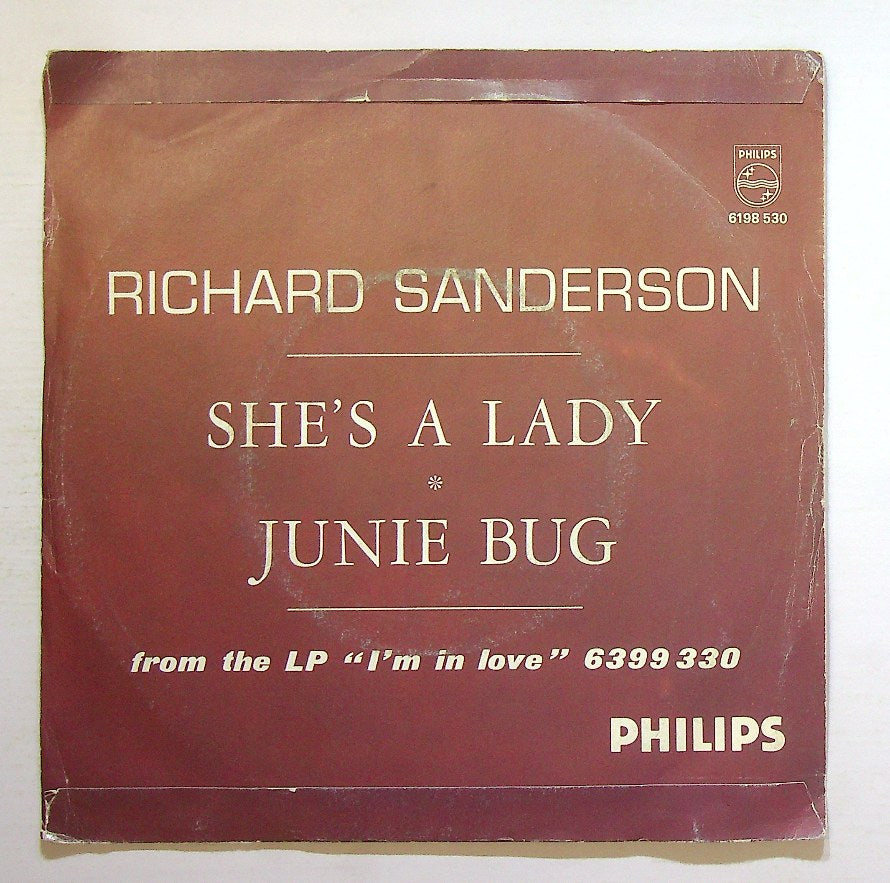 PHILIPS
6198 530
RICHARD SANDERSON
SHE'S A LADY
*
JUNIE BUG
from the LP “I'm in love” 6399 330
PHILIPS